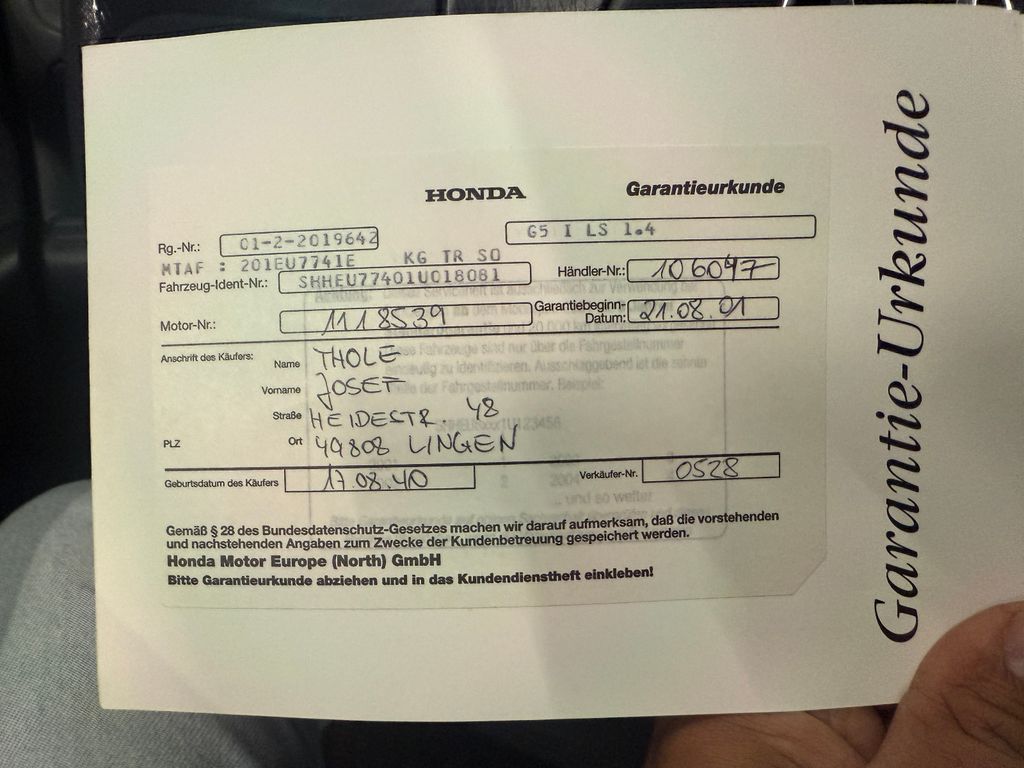 HONDA Garantieurkunde
Rg.-Nr.: 01-2-2019642 G5 I LS 1.4
MTAF : 201EU7741E KG TR SO
Fahrzeug-Ident-Nr.: SHHEU77401U018081 Händler-Nr.: 106047
Motor-Nr.: 1118539 Garantiebeginn-Datum: 21.08.01
Anschrift des Käufers: Name THOLE
Vorname JOSEF
Straße HEIDESTR. 48
PLZ Ort 49808 LINGEN
Geburtsdatum des Käufers 17.08.40 Verkäufer-Nr. 0528
Gemäß § 28 des Bundesdatenschutz-Gesetzes machen wir darauf aufmerksam, daß die vorstehenden
und nachstehenden Angaben zum Zwecke der Kundenbetreuung gespeichert werden.
Honda Motor Europe (North) GmbH
Bitte Garantieurkunde abziehen und in das Kundendienstheft einkleben!
Garantie-Urkunde